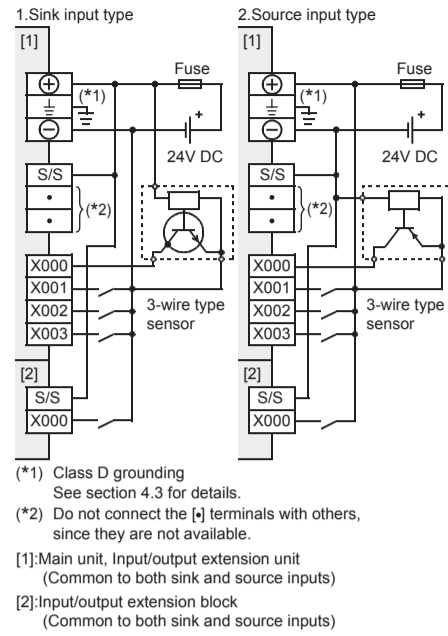 1.Sink input type
2.Source input type
[1]
Fuse
(*1)
+
24V DC
S/S
•
•
(*2)
X000
X001
X002
X003
3-wire type
sensor
[2]
S/S
X000
[1]
Fuse
(*1)
+
24V DC
S/S
•
•
(*2)
X000
X001
X002
X003
3-wire type
sensor
[2]
S/S
X000
(*1) Class D grounding
See section 4.3 for details.
(*2) Do not connect the [•] terminals with others,
since they are not available.
[1]:Main unit, Input/output extension unit
(Common to both sink and source inputs)
[2]:Input/output extension block
(Common to both sink and source inputs)